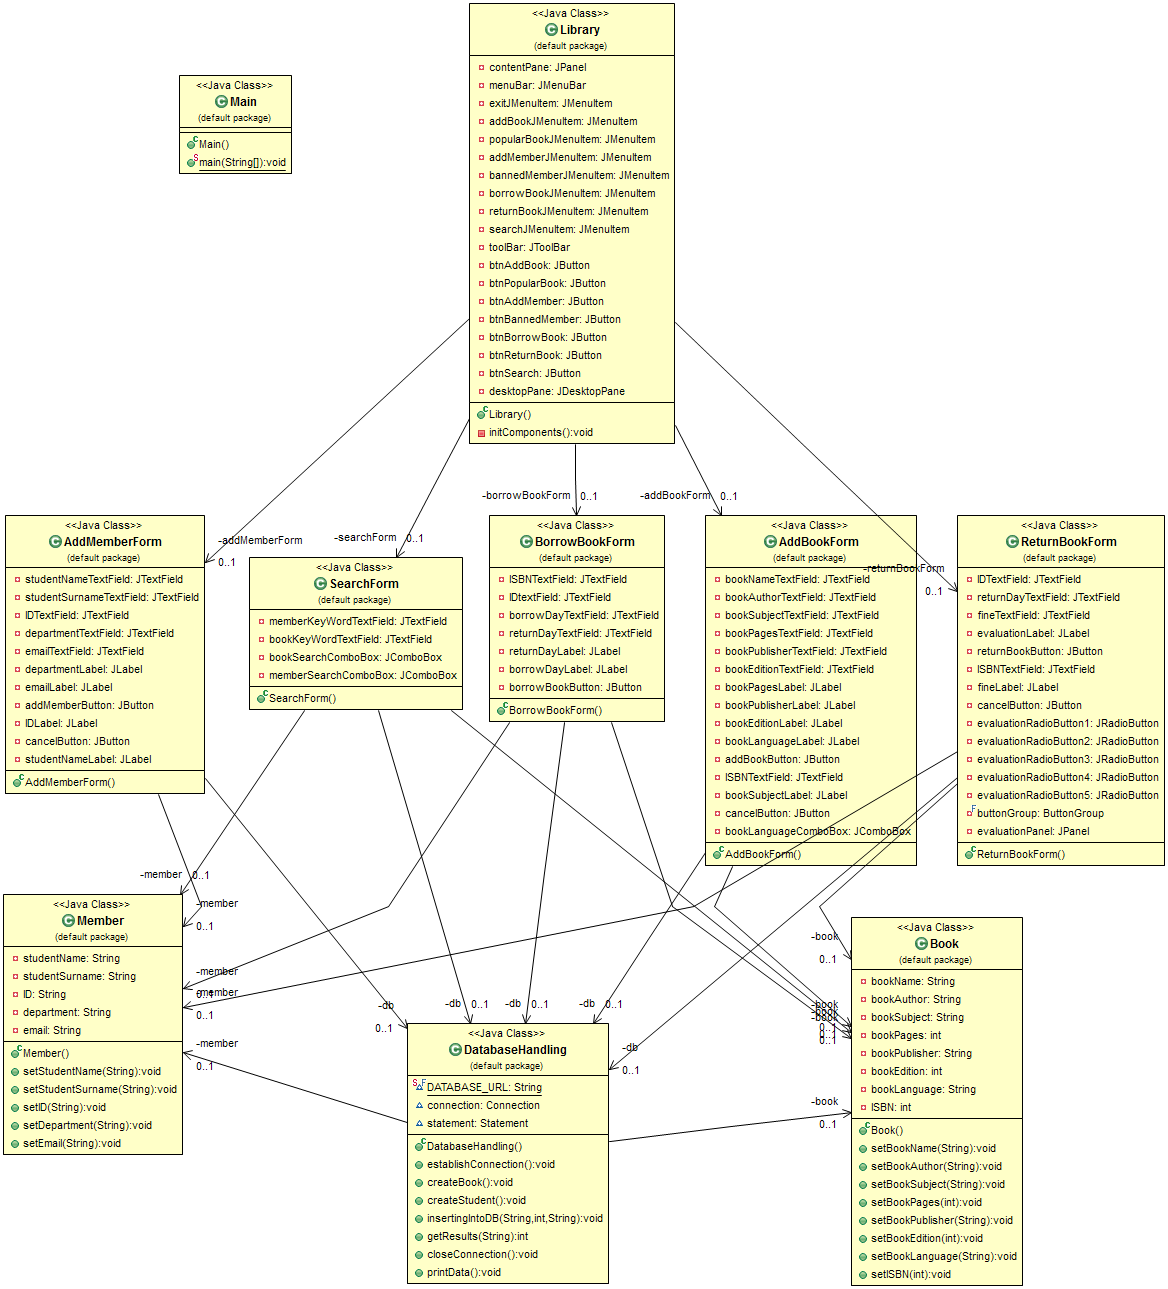 <<Java Class>>
Library
(default package)
contentPane: JPanel
menuBar: JMenuBar
exitJMenuItem: JMenuItem
addBookJMenuItem: JMenuItem
popularBookJMenuItem: JMenuItem
addMemberJMenuItem: JMenuItem
bannedMemberJMenuItem: JMenuItem
borrowBookJMenuItem: JMenuItem
returnBookJMenuItem: JMenuItem
searchJMenuItem: JMenuItem
toolBar: JToolBar
btnAddBook: JButton
btnPopularBook: JButton
btnAddMember: JButton
btnBannedMember: JButton
btnBorrowBook: JButton
btnReturnBook: JButton
btnSearch: JButton
desktopPane: JDesktopPane
Library()
initComponents():void
<<Java Class>>
Main
(default package)
Main()
main(String[]):void
-addMemberForm
0..1
-searchForm
0..1
-borrowBookForm
0..1
-addBookForm
0..1
-returnBookForm
0..1
<<Java Class>>
AddMemberForm
(default package)
studentNameTextField: JTextField
studentSurnameTextField: JTextField
IDTextField: JTextField
departmentTextField: JTextField
emailTextField: JTextField
departmentLabel: JLabel
emailLabel: JLabel
addMemberButton: JButton
IDLabel: JLabel
cancelButton: JButton
studentNameLabel: JLabel
AddMemberForm()
<<Java Class>>
SearchForm
(default package)
memberKeyWordTextField: JTextField
bookKeyWordTextField: JTextField
bookSearchComboBox: JComboBox
memberSearchComboBox: JComboBox
SearchForm()
<<Java Class>>
BorrowBookForm
(default package)
ISBNTextField: JTextField
IDtextField: JTextField
borrowDayTextField: JTextField
returnDayTextField: JTextField
returnDayLabel: JLabel
borrowDayLabel: JLabel
borrowBookButton: JButton
BorrowBookForm()
<<Java Class>>
AddBookForm
(default package)
bookNameTextField: JTextField
bookAuthorTextField: JTextField
bookSubjectTextField: JTextField
bookPagesTextField: JTextField
bookPublisherTextField: JTextField
bookEditionTextField: JTextField
bookPagesLabel: JLabel
bookPublisherLabel: JLabel
bookEditionLabel: JLabel
bookLanguageLabel: JLabel
addBookButton: JButton
ISBNTextField: JTextField
bookSubjectLabel: JLabel
cancelButton: JButton
bookLanguageComboBox: JComboBox
AddBookForm()
<<Java Class>>
ReturnBookForm
(default package)
IDTextField: JTextField
returnDayTextField: JTextField
fineTextField: JTextField
evaluationLabel: JLabel
returnBookButton: JButton
ISBNTextField: JTextField
fineLabel: JLabel
cancelButton: JButton
evaluationRadioButton1: JRadioButton
evaluationRadioButton2: JRadioButton
evaluationRadioButton3: JRadioButton
evaluationRadioButton4: JRadioButton
evaluationRadioButton5: JRadioButton
buttonGroup: ButtonGroup
evaluationPanel: JPanel
ReturnBookForm()
-member
0..1
-member
0..1
-member
0..1
-member
0..1
-member
0..1
-db
0..1
-db
0..1
-db
0..1
-db
0..1
-db
0..1
-book
0..1
-book
0..1
-book
0..1
-book
0..1
-book
0..1
<<Java Class>>
Member
(default package)
studentName: String
studentSurname: String
ID: String
department: String
email: String
Member()
setStudentName(String):void
setStudentSurname(String):void
setID(String):void
setDepartment(String):void
setEmail(String):void
<<Java Class>>
DatabaseHandling
(default package)
DATABASE_URL: String
connection: Connection
statement: Statement
DatabaseHandling()
establishConnection():void
createBook():void
createStudent():void
insertingIntoDB(String,int,String):void
getResults(String):int
closeConnection():void
printData():void
<<Java Class>>
Book
(default package)
bookName: String
bookAuthor: String
bookSubject: String
bookPages: int
bookPublisher: String
bookEdition: int
bookLanguage: String
ISBN: int
Book()
setBookName(String):void
setBookAuthor(String):void
setBookSubject(String):void
setBookPages(int):void
setBookPublisher(String):void
setBookEdition(int):void
setBookLanguage(String):void
setISBN(int):void